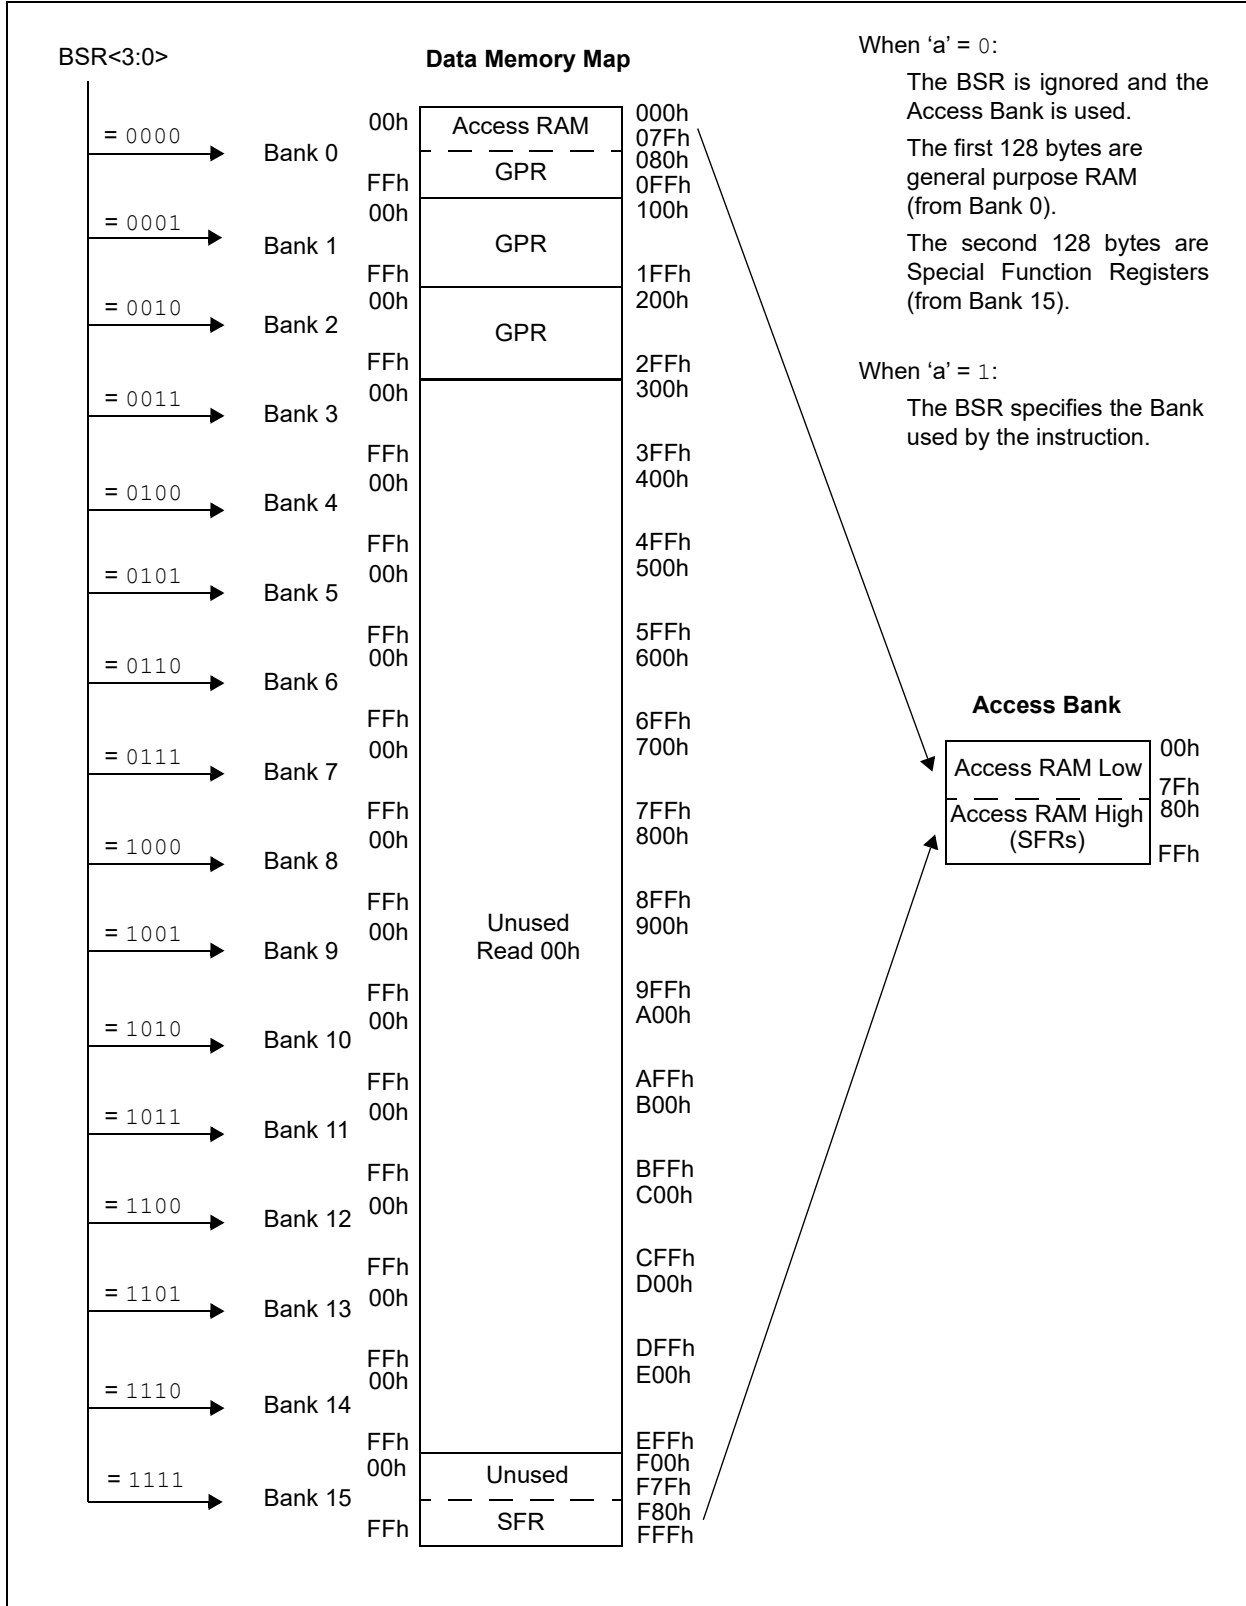 BSR<3:0>
Data Memory Map
When ‘a’ = 0:
The BSR is ignored and the
Access Bank is used.
The first 128 bytes are
general purpose RAM
(from Bank 0).
The second 128 bytes are
Special Function Registers
(from Bank 15).
When ‘a’ = 1:
The BSR specifies the Bank
used by the instruction.
= 0000
Bank 0
00h
FFh
Access RAM
GPR
000h
07Fh
080h
0FFh
= 0001
Bank 1
00h
FFh
GPR
100h
1FFh
= 0010
Bank 2
00h
FFh
GPR
200h
2FFh
= 0011
Bank 3
00h
FFh
300h
3FFh
= 0100
Bank 4
00h
FFh
400h
4FFh
= 0101
Bank 5
00h
FFh
500h
5FFh
= 0110
Bank 6
00h
FFh
600h
6FFh
= 0111
Bank 7
00h
FFh
700h
7FFh
= 1000
Bank 8
00h
FFh
800h
8FFh
= 1001
Bank 9
00h
FFh
Unused
Read 00h
900h
9FFh
= 1010
Bank 10
00h
FFh
A00h
AFFh
= 1011
Bank 11
00h
FFh
B00h
BFFh
= 1100
Bank 12
00h
FFh
C00h
CFFh
= 1101
Bank 13
00h
FFh
D00h
DFFh
= 1110
Bank 14
00h
FFh
E00h
EFFh
= 1111
Bank 15
00h
FFh
Unused
SFR
F00h
F7Fh
F80h
FFFh
Access Bank
Access RAM Low
Access RAM High
(SFRs)
00h
7Fh
80h
FFh